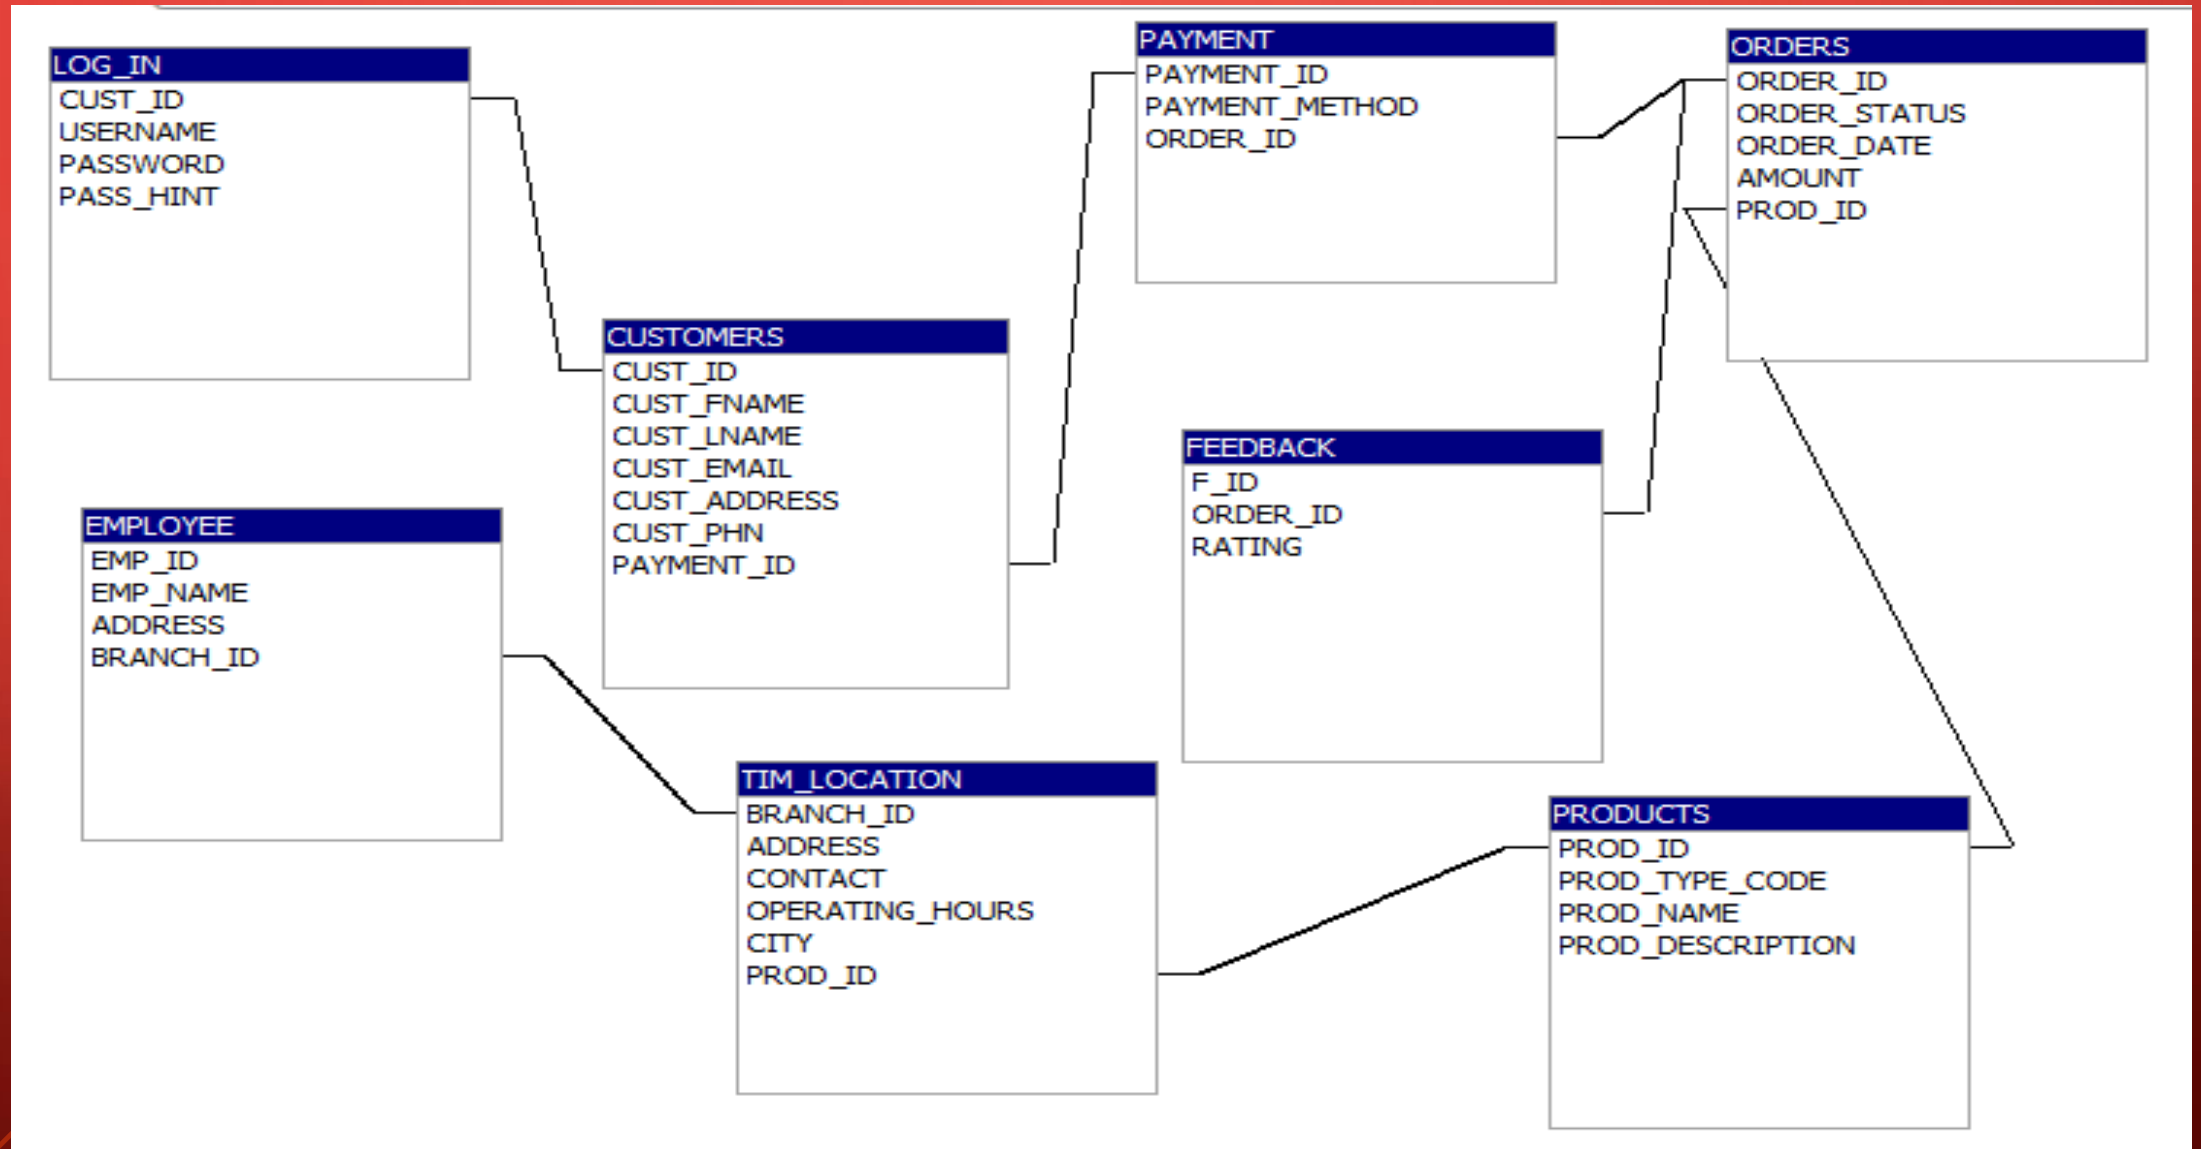 LOG_IN
CUST_ID
USERNAME
PASSWORD
PASS_HINT
CUSTOMERS
CUST_ID
CUST_FNAME
CUST_LNAME
CUST_EMAIL
CUST_ADDRESS
CUST_PHN
PAYMENT_ID
PAYMENT
PAYMENT_ID
PAYMENT_METHOD
ORDER_ID
ORDERS
ORDER_ID
ORDER_STATUS
ORDER_DATE
AMOUNT
PROD_ID
FEEDBACK
F_ID
ORDER_ID
RATING
EMPLOYEE
EMP_ID
EMP_NAME
ADDRESS
BRANCH_ID
TIM_LOCATION
BRANCH_ID
ADDRESS
CONTACT
OPERATING_HOURS
CITY
PROD_ID
PRODUCTS
PROD_ID
PROD_TYPE_CODE
PROD_NAME
PROD_DESCRIPTION